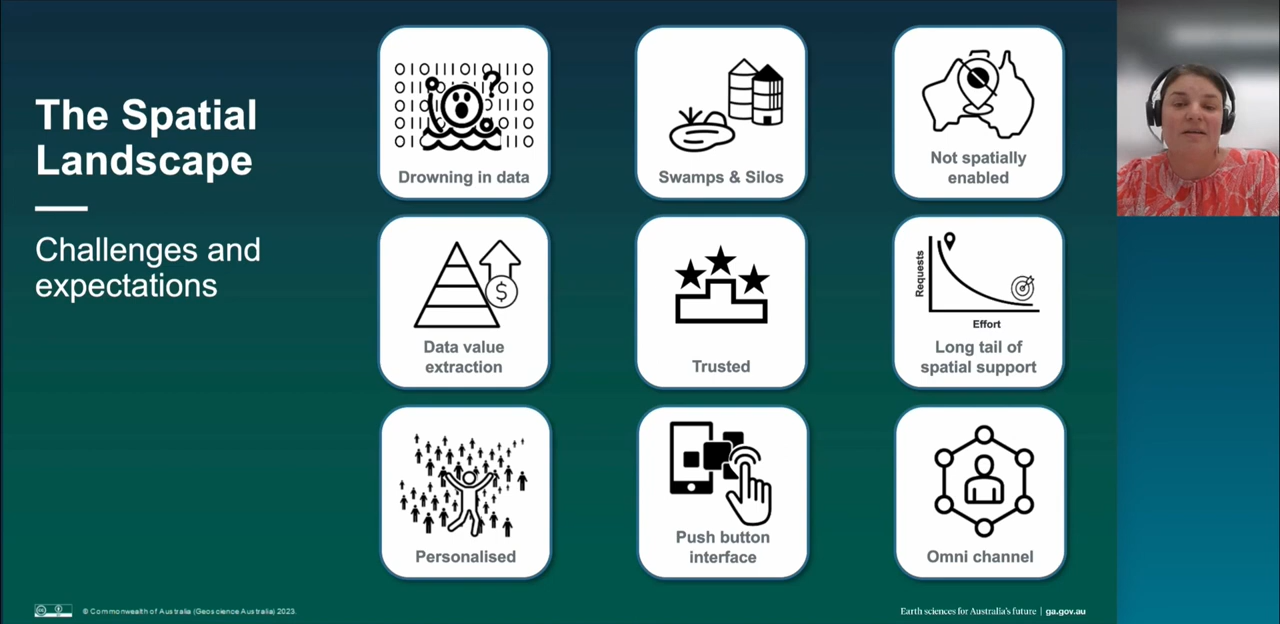 The Spatial
Landscape
Challenges and
expectations
O I O I I I O I O I I I O
Drowning in data
Swamps & Silos
Not spatially
enabled
Data value
extraction
$
Trusted
Requests
Effort
Long tail of
spatial support
Personalised
Push button
interface
Omni channel
© Commonwealth of Australia (Geoscience Australia) 2023.
Earth sciences for Australia's future | ga.gov.au